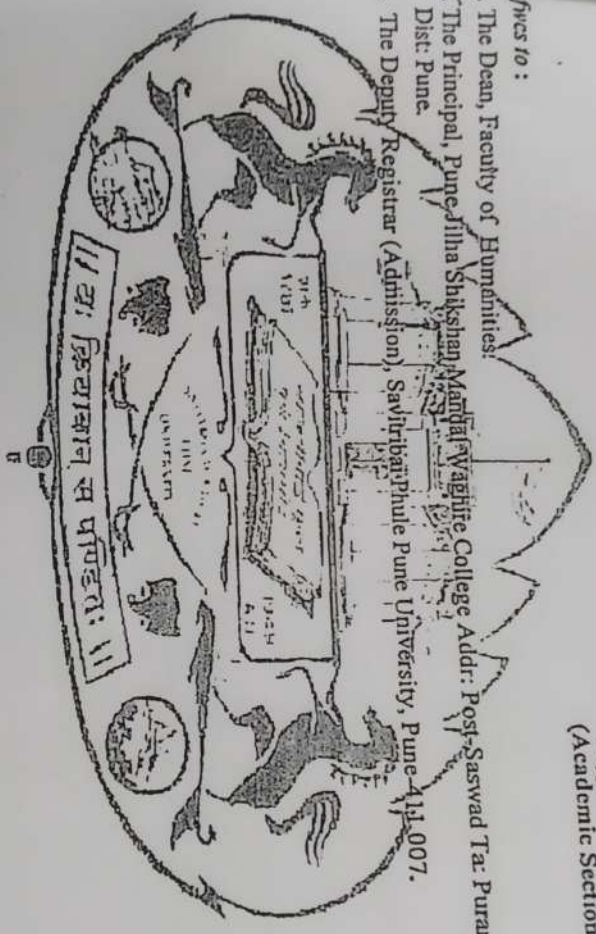 (Academic Section
fwcs to :
The Dean, Faculty of Humanities.
The Principal, Pune Jilha Shikshan Mandal Waghire College Addr: Post-Saswad Ta: Puran
Dist: Pune.
The Deputy Registrar (Admission), Savitribai Phule Pune University, Pune-411 007.
।। यः क्रियावान् स पण्डितः ।।